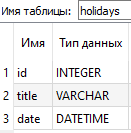 Имя таблицы: holidays
Имя Тип данных
1 id INTEGER
2 title VARCHAR
3 date DATETIME